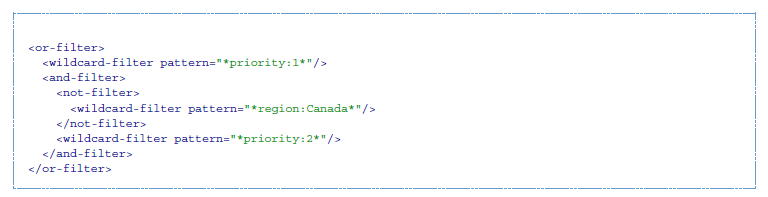 <or-filter>
  <wildcard-filter pattern="*priority:1*"/>
  <and-filter>
    <not-filter>
      <wildcard-filter pattern="*region:Canada*"/>
    </not-filter>
    <wildcard-filter pattern="*priority:2*"/>
  </and-filter>
</or-filter>